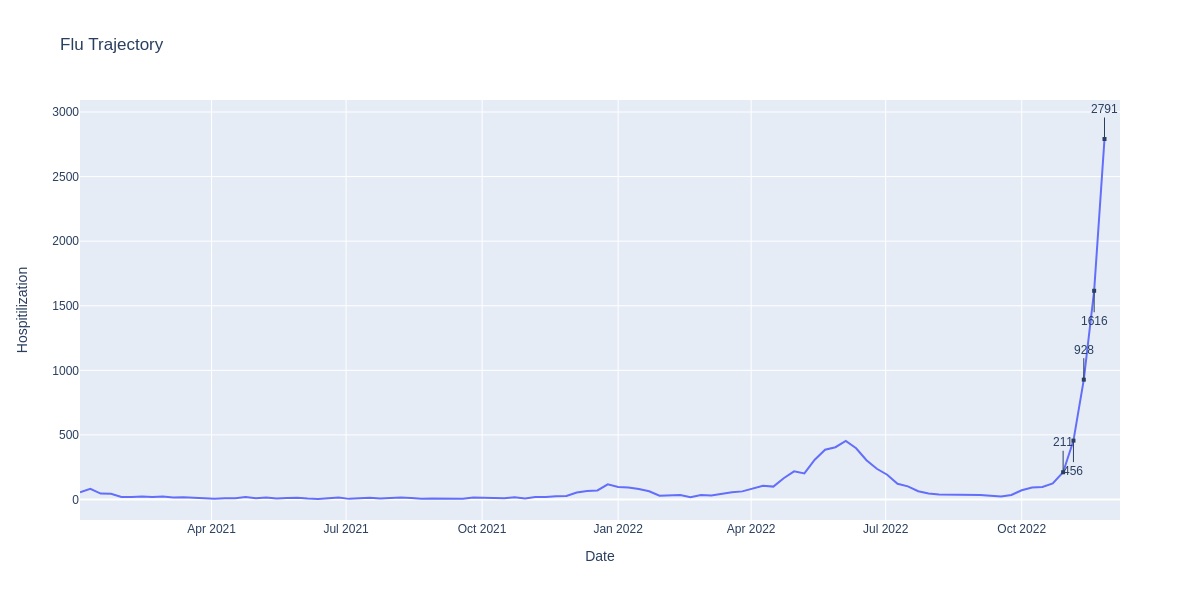 Flu Trajectory
Hospitilization
3000
2500
2000
1500
1000
500
0
2791
1616
928
211
456
Apr 2021
Jul 2021
Oct 2021
Jan 2022
Apr 2022
Jul 2022
Oct 2022
Date